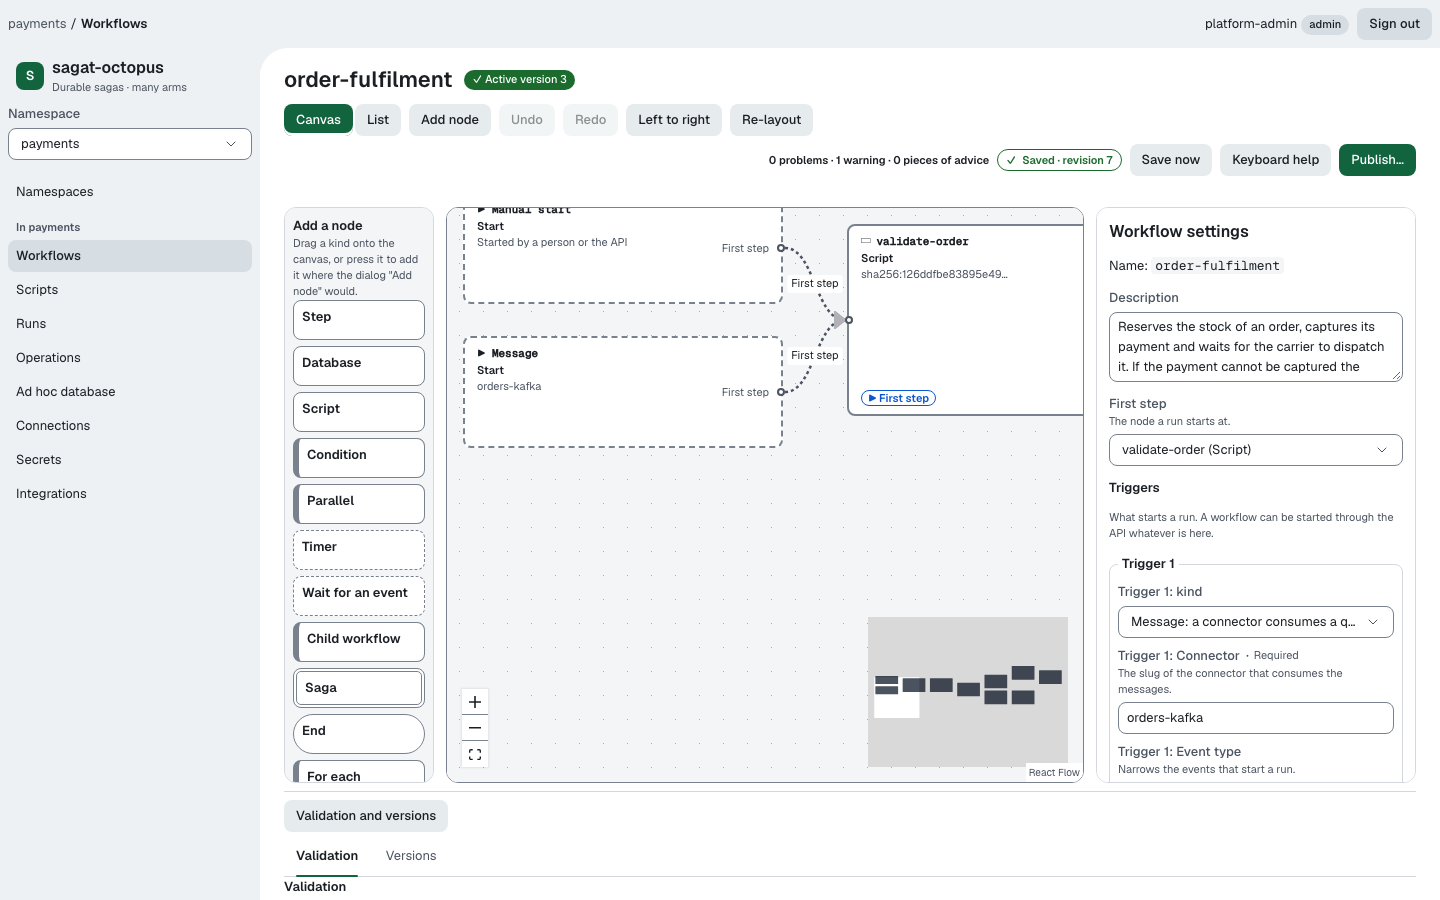 payments / Workflows
platform-admin admin Sign out
S
sagat-octopus
Durable sagas · many arms
Namespace
payments
Namespaces
In payments
Workflows
Scripts
Runs
Operations
Ad hoc database
Connections
Secrets
Integrations
order-fulfilment
✓ Active version 3
Canvas List Add node Undo Redo Left to right Re-layout
0 problems · 1 warning · 0 pieces of advice
✓ Saved · revision 7
Save now Keyboard help Publish…
Add a node
Drag a kind onto the
canvas, or press it to add
it where the dialog "Add
node" would.
Step
Database
Script
Condition
Parallel
Timer
Wait for an event
Child workflow
Saga
End
For each
Manual start
Start
Started by a person or the API
First step
First step
Message
Start
orders-kafka
First step
First step
validate-order
Script
sha256:126ddfbe83895e49…
First step
React Flow
Workflow settings
Name: order-fulfilment
Description
Reserves the stock of an order, captures its
payment and waits for the carrier to dispatch
it. If the payment cannot be captured the
First step
The node a run starts at.
validate-order (Script)
Triggers
What starts a run. A workflow can be started through the
API whatever is here.
Trigger 1
Trigger 1: kind
Message: a connector consumes a q…
Trigger 1: Connector · Required
The slug of the connector that consumes the
messages.
orders-kafka
Trigger 1: Event type
Narrows the events that start a run.
Validation and versions
Validation Versions
Validation